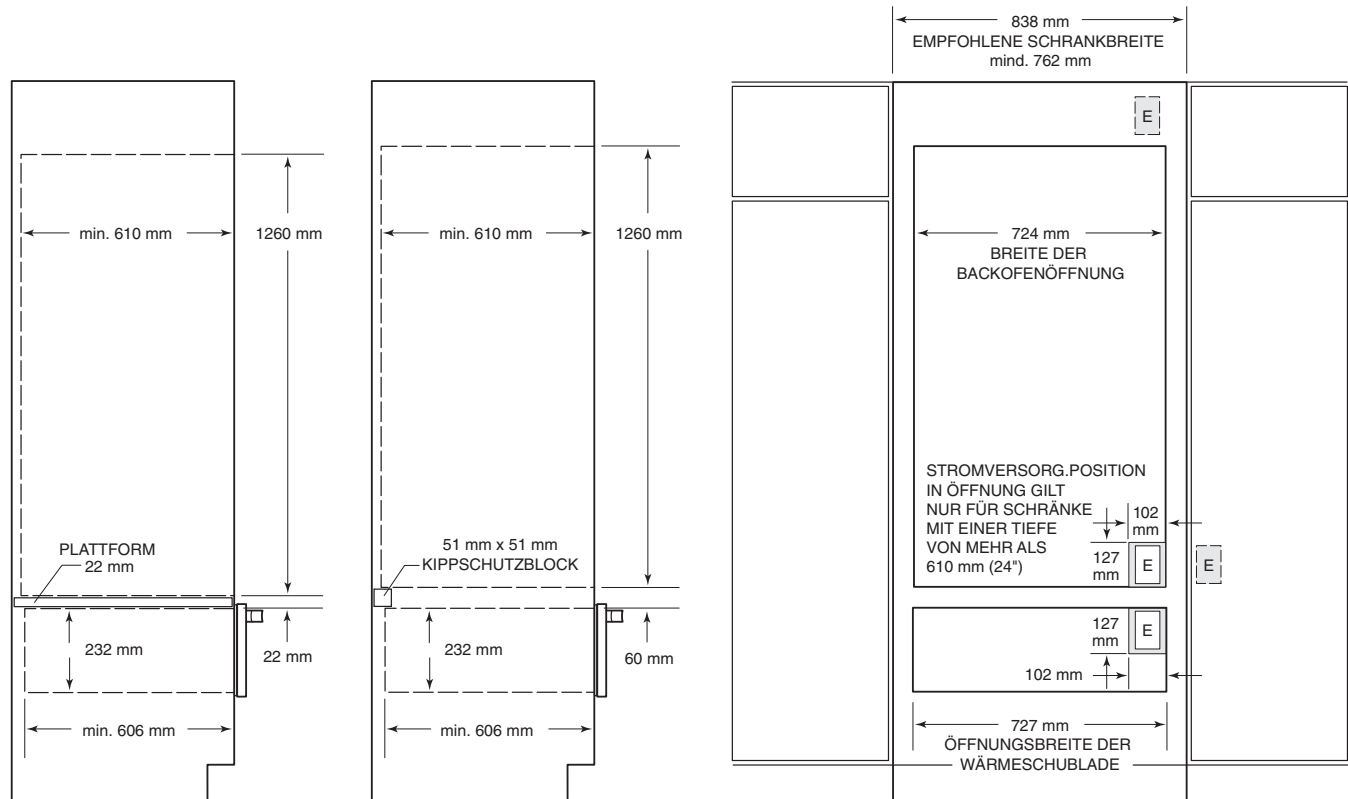 838 mm
EMPFOHLENE SCHRANKBREITE
mind. 762 mm
E
min. 610 mm
1260 mm
min. 610 mm
1260 mm
724 mm
BREITE DER
BACKOFENÖFFNUNG
STROMVERSORG.POSITION
IN ÖFFNUNG GILT
NUR FÜR SCHRÄNKE
MIT EINER TIEFE
VON MEHR ALS
610 mm (24")
102
mm
127
mm
E
E
PLATTFORM
22 mm
51 mm x 51 mm
KIPPSCHUTZBLOCK
232 mm
22 mm
232 mm
60 mm
127
mm
E
102 mm
min. 606 mm
min. 606 mm
727 mm
ÖFFNUNGSBREITE DER
WÄRMESCHUBLADE